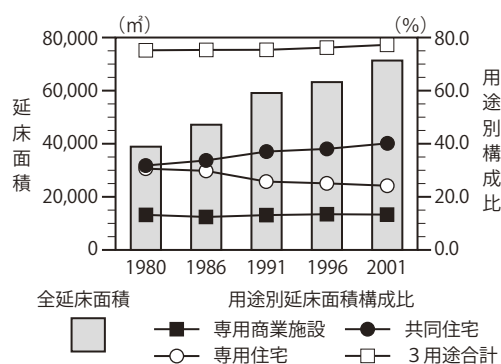 (㎡) (%)
80,000 80.0
60,000 60.0
40,000 40.0
20,000 20.0
0 0.0
延床面積
用途別構成比
1980 1986 1991 1996 2001
全延床面積 用途別延床面積構成比
専用商業施設 共同住宅
専用住宅 3用途合計